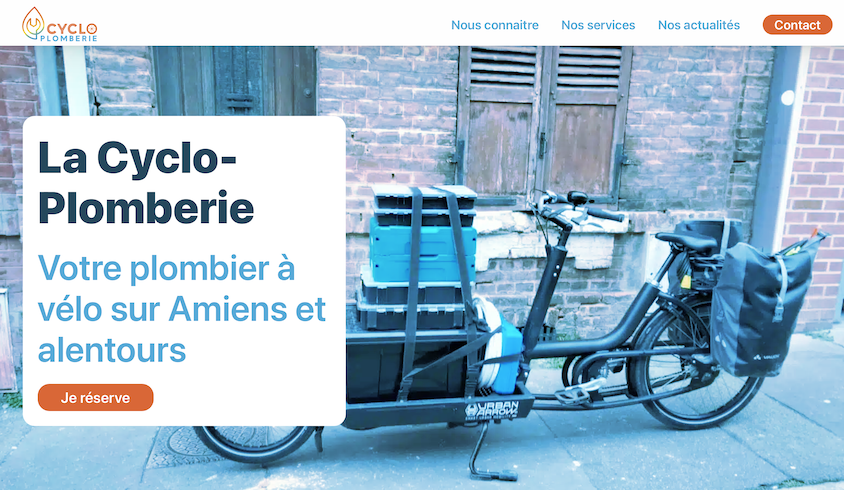 CYCLO
PLOMBERIE
Nous connaitre
Nos services
Nos actualités
Contact
La Cyclo-
Plomberie
Votre plombier à
vélo sur Amiens et
alentours
Je réserve
URBAN
ARROW